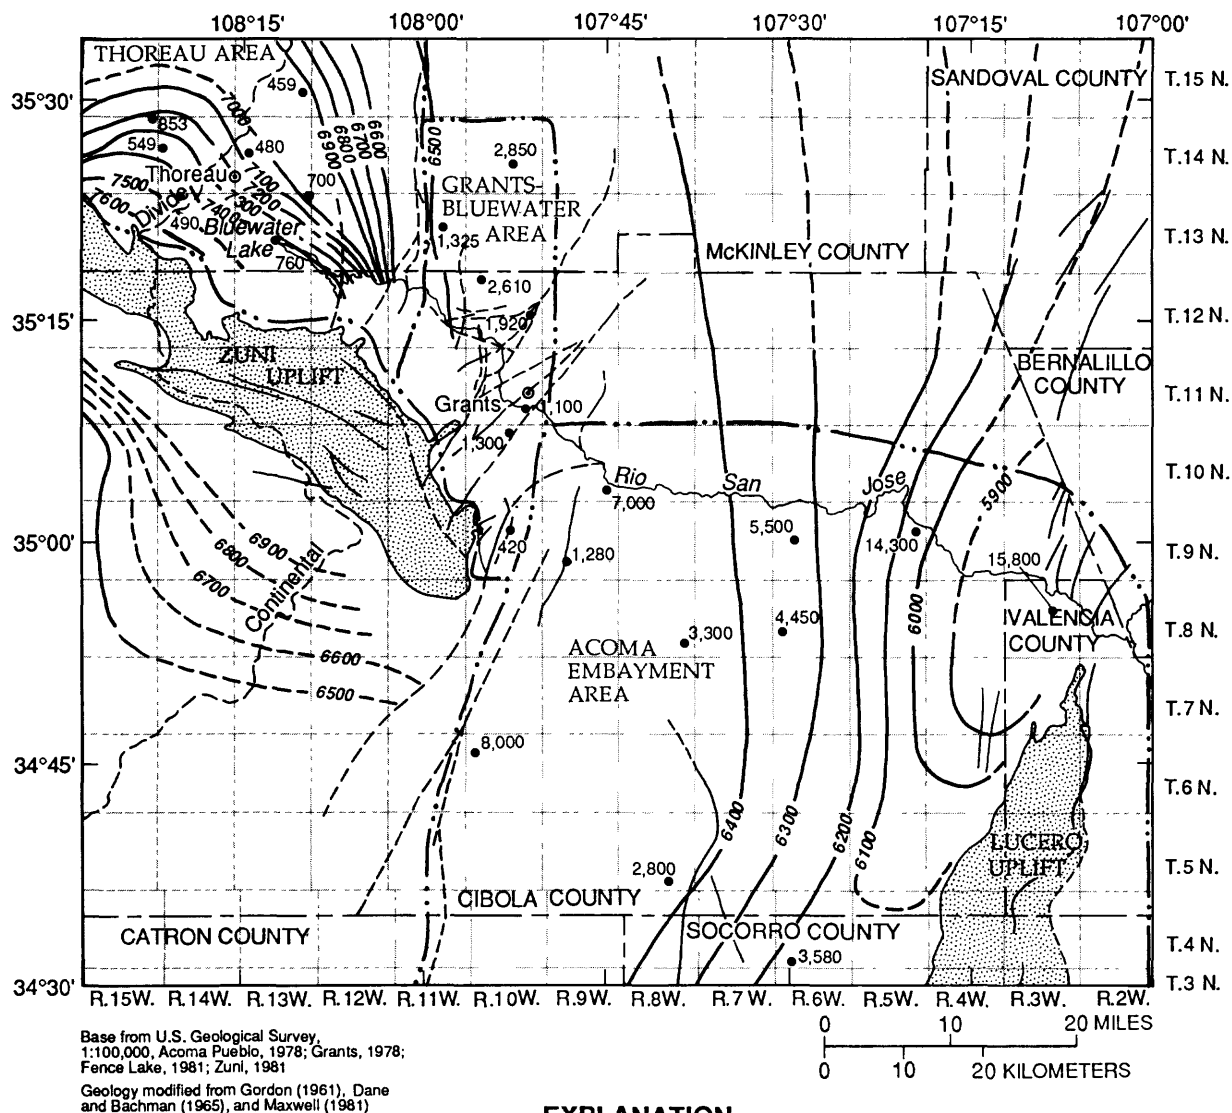 108°15' 108°00' 107°45' 107°30' 107°15' 107°00'
THOREAU AREA
SANDOVAL COUNTY
T.15 N.
459
35°30'
7000
853
6900
6800
6700
6600
6500
549
480
2,850
T.14 N.
Thoreau
7100
7500
7200
700
GRANTS-
BLUEWATER
AREA
7600
Divide
7400
7300
490
Bluewater
Lake
1,325
T.13 N.
McKINLEY COUNTY
760
2,610
35°15'
1,920
T.12 N.
ZUNI
UPLIFT
BERNALILLO
COUNTY
T.11 N.
Grants
1,100
1,300
T.10 N.
Rio San Jose
5900
7,000
5,500
14,300
35°00'
6900
6800
6700
420
1,280
15,800
T.9 N.
Continental
6000
VALENCIA
COUNTY
4,450
3,300
T.8 N.
ACOMA
EMBAYMENT
AREA
6600
6500
T.7 N.
8,000
34°45'
T.6 N.
6400
6300
6200
6100
LUCERO
UPLIFT
2,800
T.5 N.
CIBOLA COUNTY
CATRON COUNTY
SOCORRO COUNTY
T.4 N.
3,580
34°30'
T.3 N.
R.15W. R.14W. R.13W. R.12W. R.11W. R.10W. R.9W. R.8W. R.7W. R.6W. R.5W. R.4W. R.3W. R.2W.
0 10 20 MILES
0 10 20 KILOMETERS
Base from U.S. Geological Survey,
1:100,000, Acoma Pueblo, 1978; Grants, 1978;
Fence Lake, 1981; Zuni, 1981
Geology modified from Gordon (1961), Dane
and Bachman (1965), and Maxwell (1981)
EXPLANATION